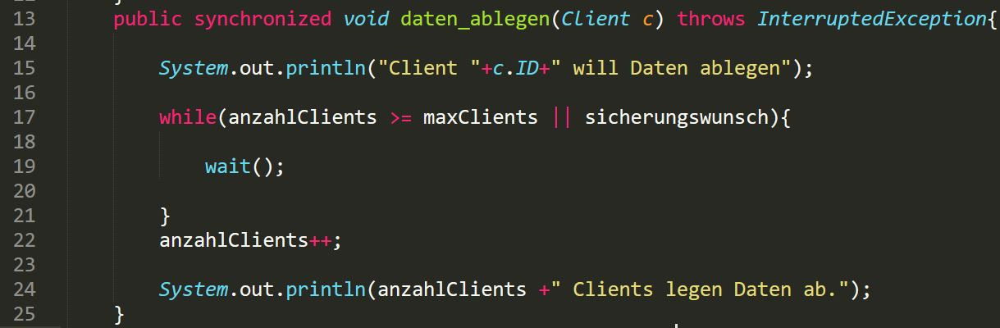 13 public synchronized void daten_ablegen(Client c) throws InterruptedException{
14
15 System.out.println("Client "+c.ID+" will Daten ablegen");
16
17 while(anzahlClients >= maxClients || sicherungswunsch){
18
19 wait();
20
21 }
22 anzahlClients++;
23
24 System.out.println(anzahlClients +" Clients legen Daten ab.");
25 }